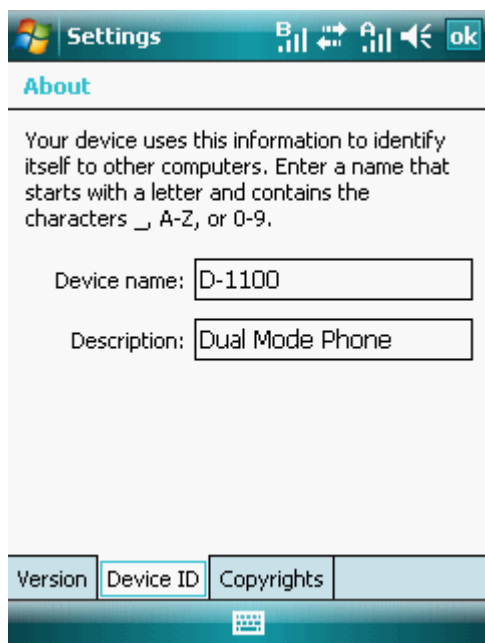 Settings B A ok
About
Your device uses this information to identify
itself to other computers. Enter a name that
starts with a letter and contains the
characters _, A-Z, or 0-9.
Device name: D-1100
Description: Dual Mode Phone
Version Device ID Copyrights